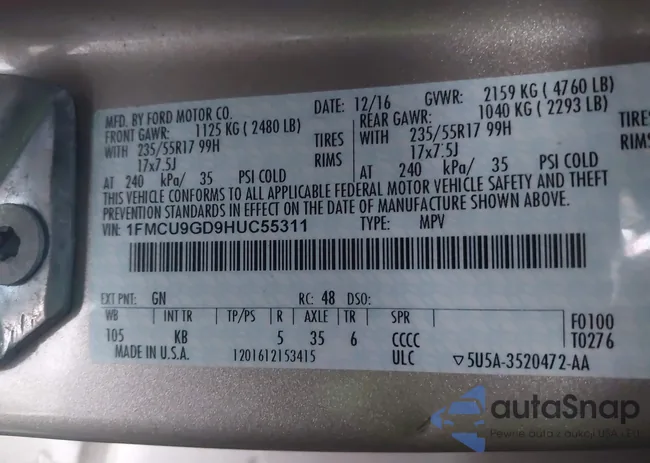 MFD. BY FORD MOTOR CO. DATE: 12/16 GVWR: 2159 KG ( 4760 LB)
FRONT GAWR: 1125 KG ( 2480 LB) REAR GAWR: 1040 KG ( 2293 LB)
WITH 235/55R17 99H TIRES WITH 235/55R17 99H TIRES
17x7.5J RIMS 17x7.5J RIMS
AT 240 kPa/ 35 PSI COLD AT 240 kPa/ 35 PSI COLD
THIS VEHICLE CONFORMS TO ALL APPLICABLE FEDERAL MOTOR VEHICLE SAFETY AND THEFT
PREVENTION STANDARDS IN EFFECT ON THE DATE OF MANUFACTURE SHOWN ABOVE.
VIN: 1FMCU9GD9HUC55311 TYPE: MPV
EXT PNT: GN RC: 48 DSO:
WB INT TR TP/PS R AXLE TR SPR F0100
105 KB 5 35 6 CCCC T0276
MADE IN U.S.A. 1201612153415 ULC ▽5U5A-3520472-AA
autaSnap
Pewne auta z aukcji USA i EU